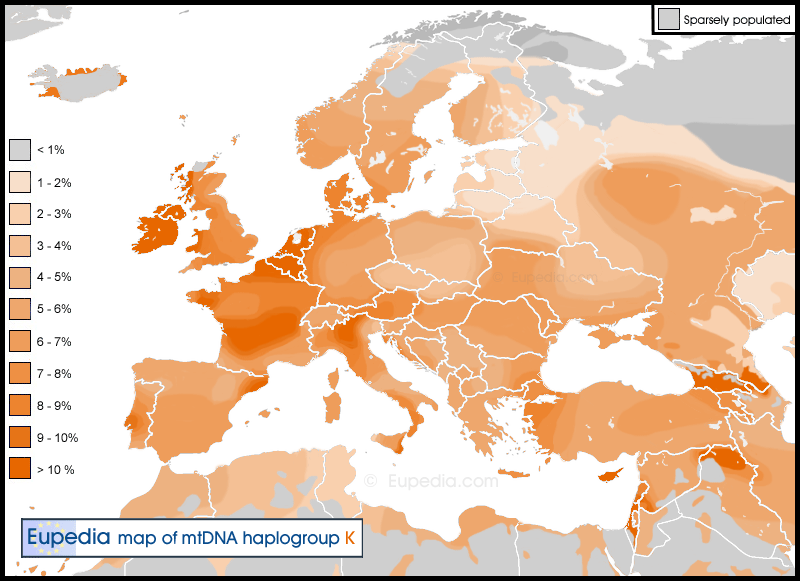 Sparsely populated
< 1%
1 - 2%
2 - 3%
3 - 4%
4 - 5%
5 - 6%
6 - 7%
7 - 8%
8 - 9%
9 - 10%
> 10 %
© Eupedia.com
© Eupedia.com
Eupedia map of mtDNA haplogroup K